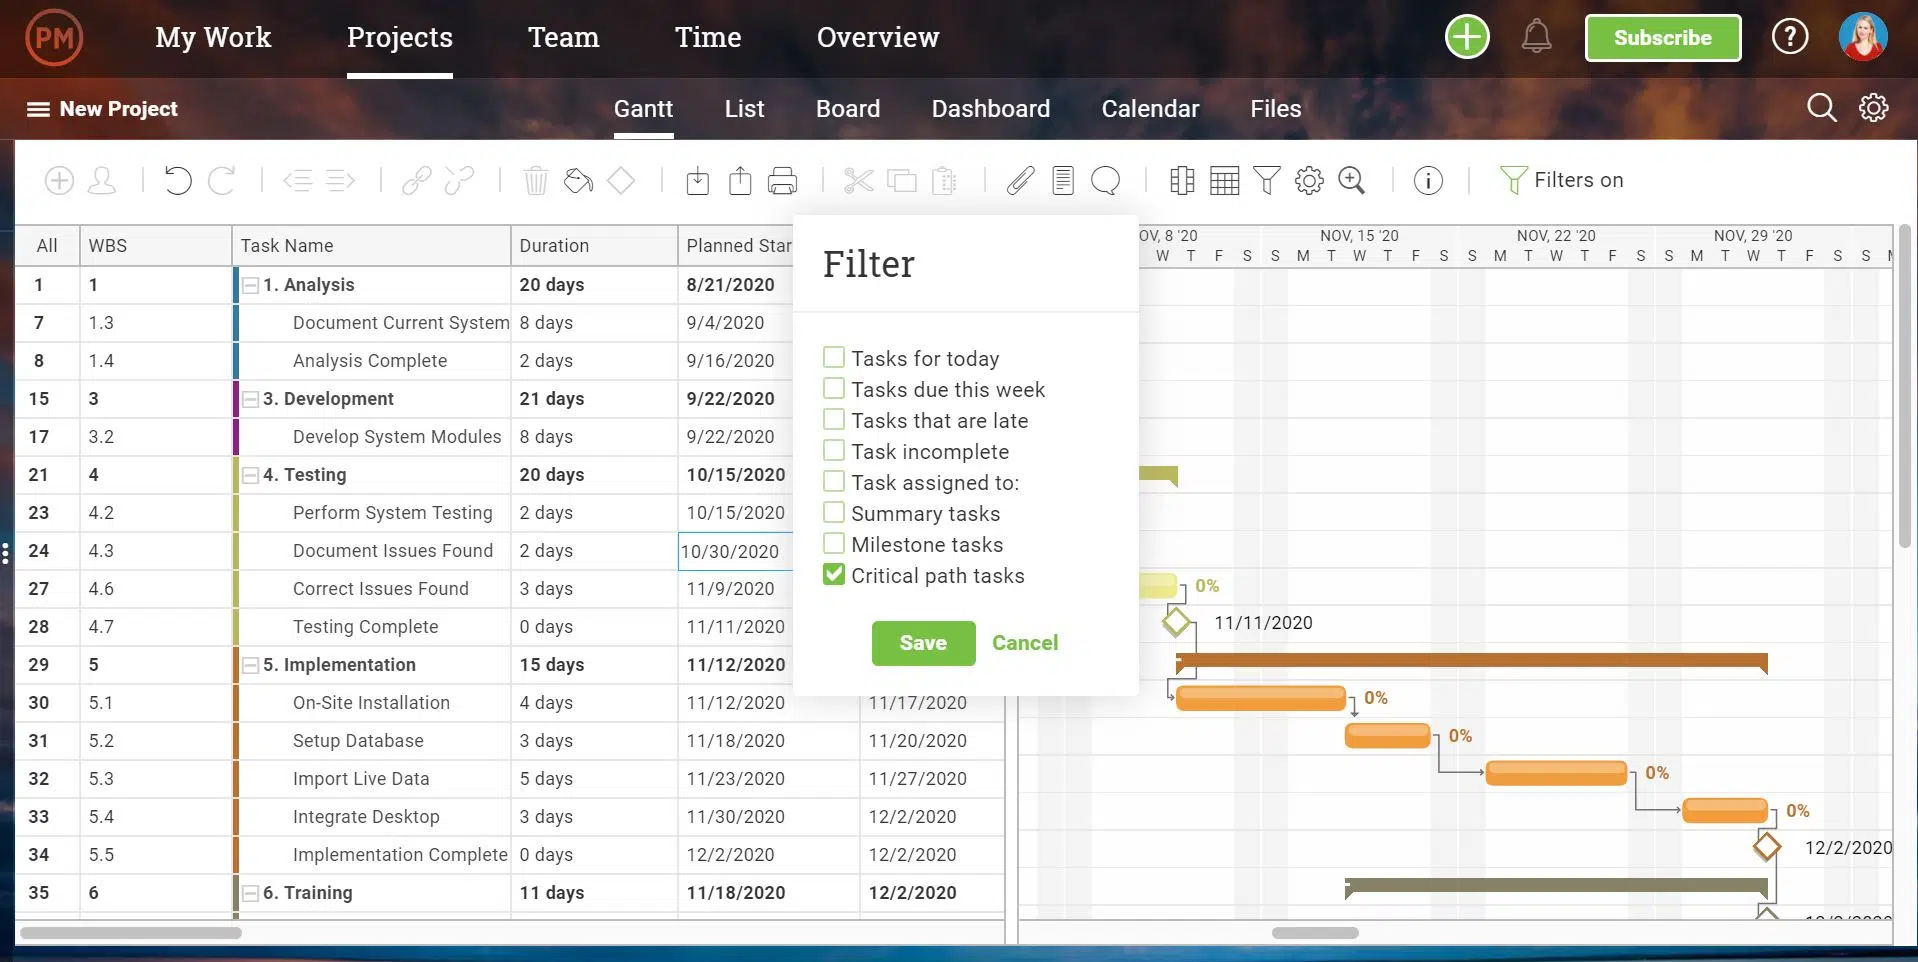 PM My Work Projects Team Time Overview Subscribe ?
New Project Gantt List Board Dashboard Calendar Files
Filters on
All WBS Task Name Duration Planned Star
1 1 1. Analysis 20 days 8/21/2020
7 1.3 Document Current System 8 days 9/4/2020
8 1.4 Analysis Complete 2 days 9/16/2020
15 3 3. Development 21 days 9/22/2020
17 3.2 Develop System Modules 8 days 9/22/2020
21 4 4. Testing 20 days 10/15/2020
23 4.2 Perform System Testing 2 days 10/15/2020
24 4.3 Document Issues Found 2 days 10/30/2020
27 4.6 Correct Issues Found 3 days 11/9/2020
28 4.7 Testing Complete 0 days 11/11/2020
29 5 5. Implementation 15 days 11/12/2020
30 5.1 On-Site Installation 4 days 11/12/2020 11/17/2020
31 5.2 Setup Database 3 days 11/18/2020 11/20/2020
32 5.3 Import Live Data 5 days 11/23/2020 11/27/2020
33 5.4 Integrate Desktop 3 days 11/30/2020 12/2/2020
34 5.5 Implementation Complete 0 days 12/2/2020 12/2/2020
35 6 6. Training 11 days 11/18/2020 12/2/2020
Filter
Tasks for today
Tasks due this week
Tasks that are late
Task incomplete
Task assigned to:
Summary tasks
Milestone tasks
Critical path tasks
Save Cancel
OV, 8 '20 NOV, 15 '20 NOV, 22 '20 NOV, 29 '20
W T F S S M T W T F S S M T W T F S S M T W T F S S
0%
11/11/2020
0%
0%
0%
0%
12/2/2020